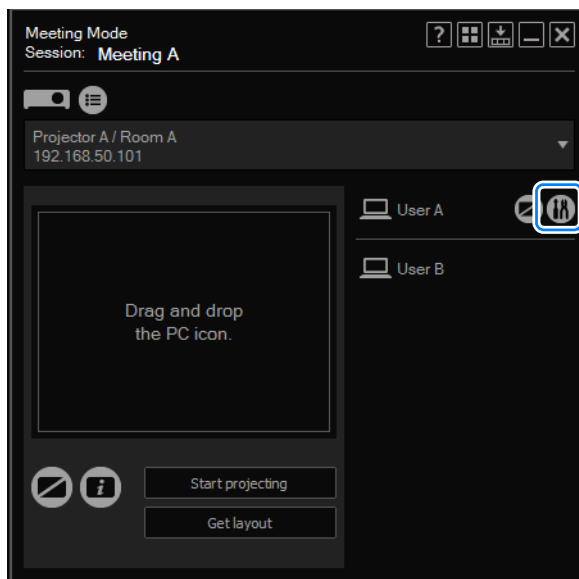 Meeting Mode
Session: Meeting A
?
Projector A / Room A
192.168.50.101
User A
User B
Drag and drop
the PC icon.
i
Start projecting
Get layout